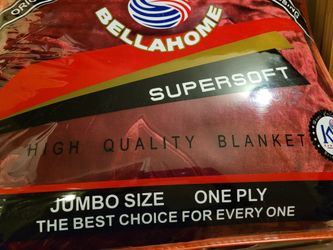 BELLAHOME
SUPERSOFT
HIGH QUALITY BLANKET
JUMBO SIZE ONE PLY
THE BEST CHOICE FOR EVERY ONE